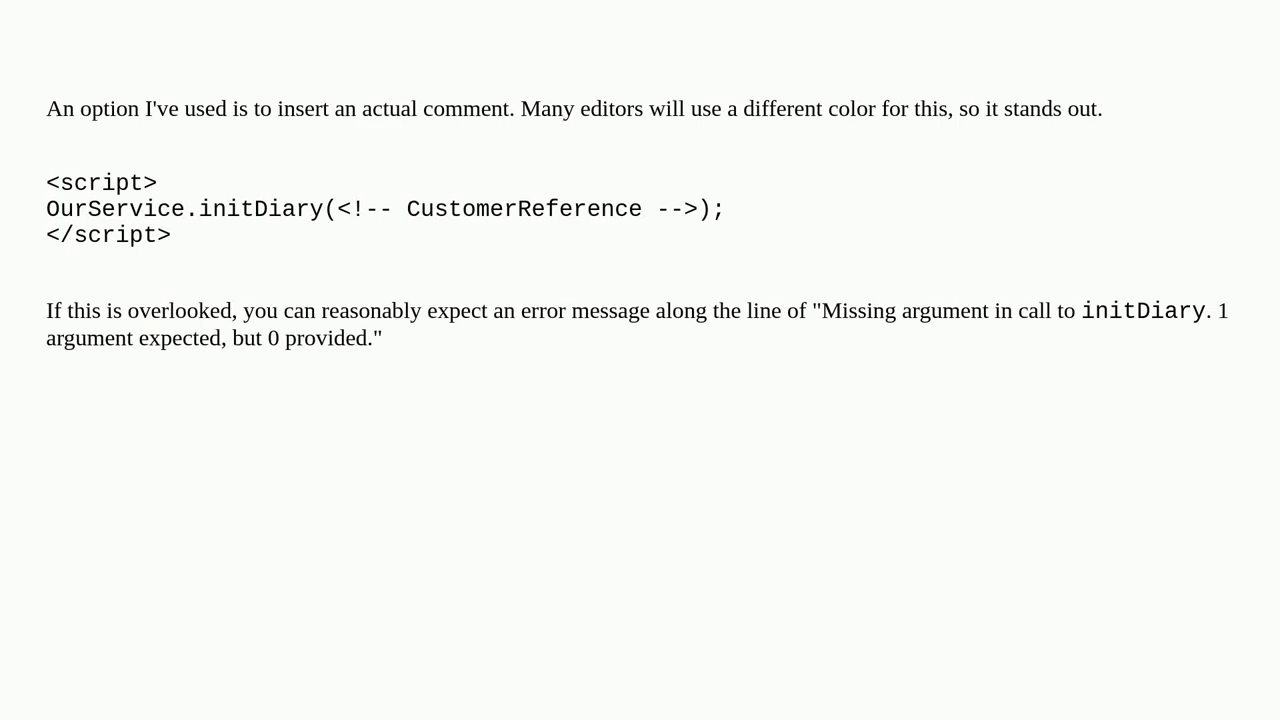 An option I've used is to insert an actual comment. Many editors will use a different color for this, so it stands out.
<script>
OurService.initDiary(<!-- CustomerReference -->);
</script>
If this is overlooked, you can reasonably expect an error message along the line of "Missing argument in call to initDiary. 1
argument expected, but 0 provided."